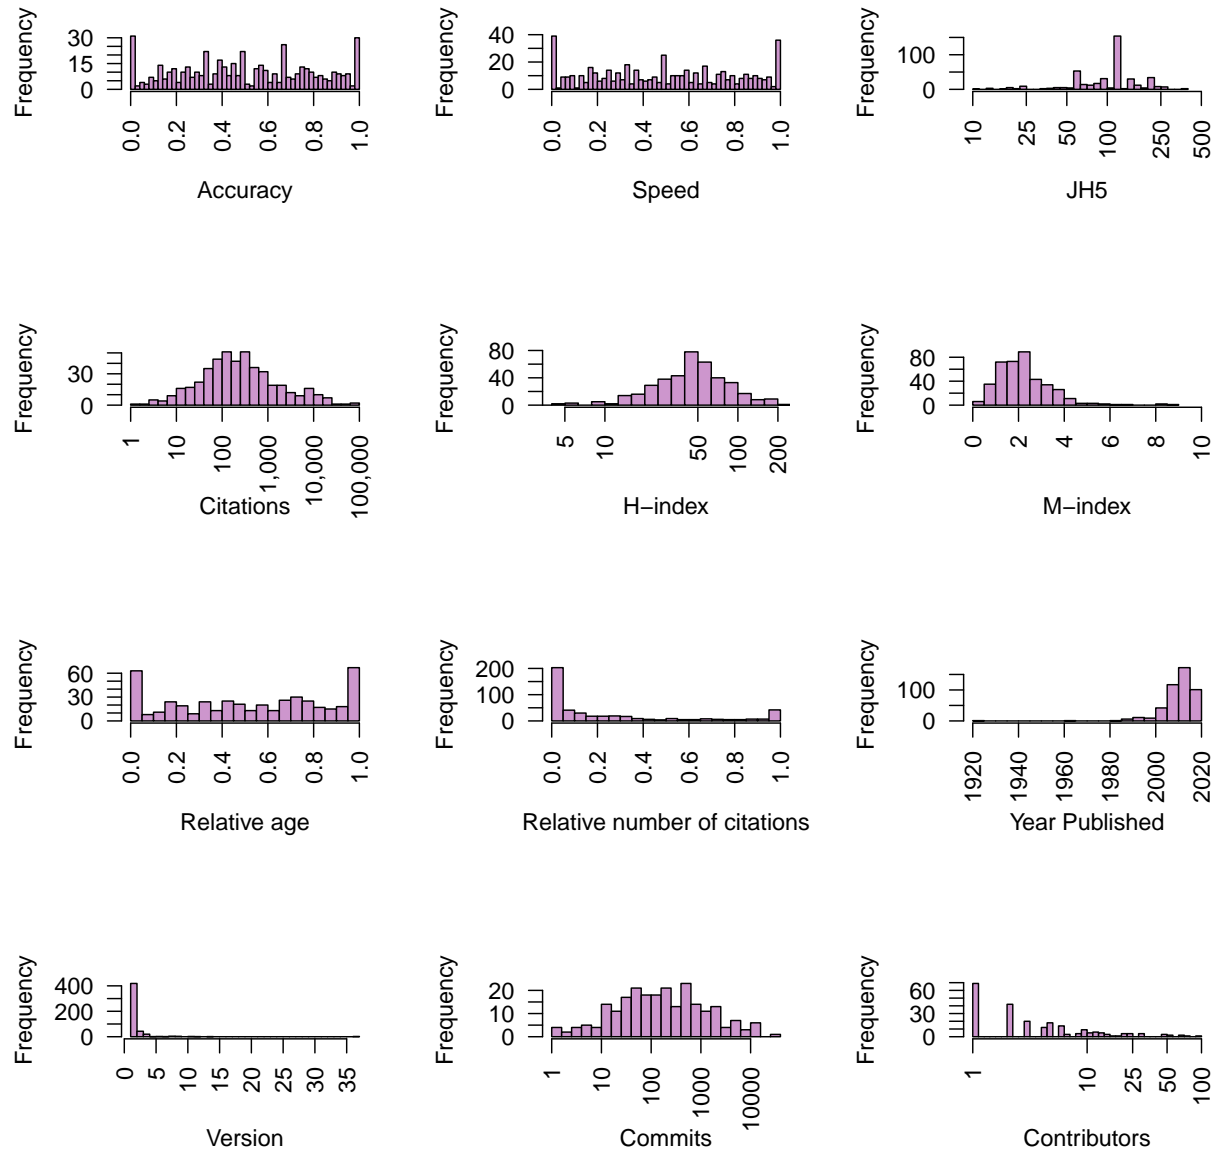 Frequency
0 15 30
0.0 0.2 0.4 0.6 0.8 1.0
Accuracy
Frequency
0 10 20 40
0.0 0.2 0.4 0.6 0.8 1.0
Speed
Frequency
0 100
10 25 50 100 250 500
JH5
Frequency
0 30
1 10 100 1,000 10,000 100,000
Citations
Frequency
0 40 80
5 10 50 100 200
H−index
Frequency
0 40 80
0 2 4 6 8 10
M−index
Frequency
0 30 60
0.0 0.2 0.4 0.6 0.8 1.0
Relative age
Frequency
0 100 200
0.0 0.2 0.4 0.6 0.8 1.0
Relative number of citations
Frequency
0 100
1920 1940 1960 1980 2000 2020
Year Published
Frequency
0 200 400
0 5 10 15 20 25 30 35
Version
Frequency
0 10 20
1 10 100 1000 10000
Commits
Frequency
0 30 60
1 10 25 50 100
Contributors